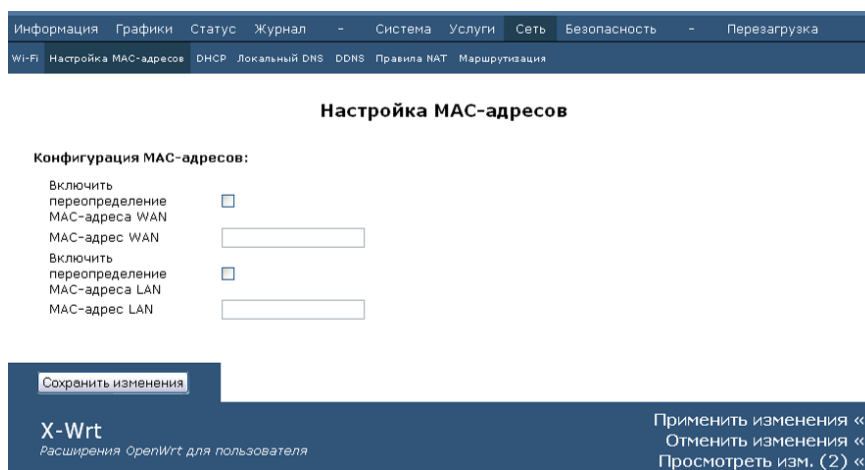 Информация Графики Статус Журнал – Система Услуги Сеть Безопасность – Перезагрузка
Wi-Fi Настройка MAC-адресов DHCP Локальный DNS DDNS Правила NAT Маршрутизация
Настройка MAC-адресов
Конфигурация MAC-адресов:
Включить
переопределение
MAC-адреса WAN
MAC-адрес WAN
Включить
переопределение
MAC-адреса LAN
MAC-адрес LAN
Сохранить изменения
X-Wrt
Расширения OpenWrt для пользователя
Применить изменения «
Отменить изменения «
Просмотреть изм. (2) «